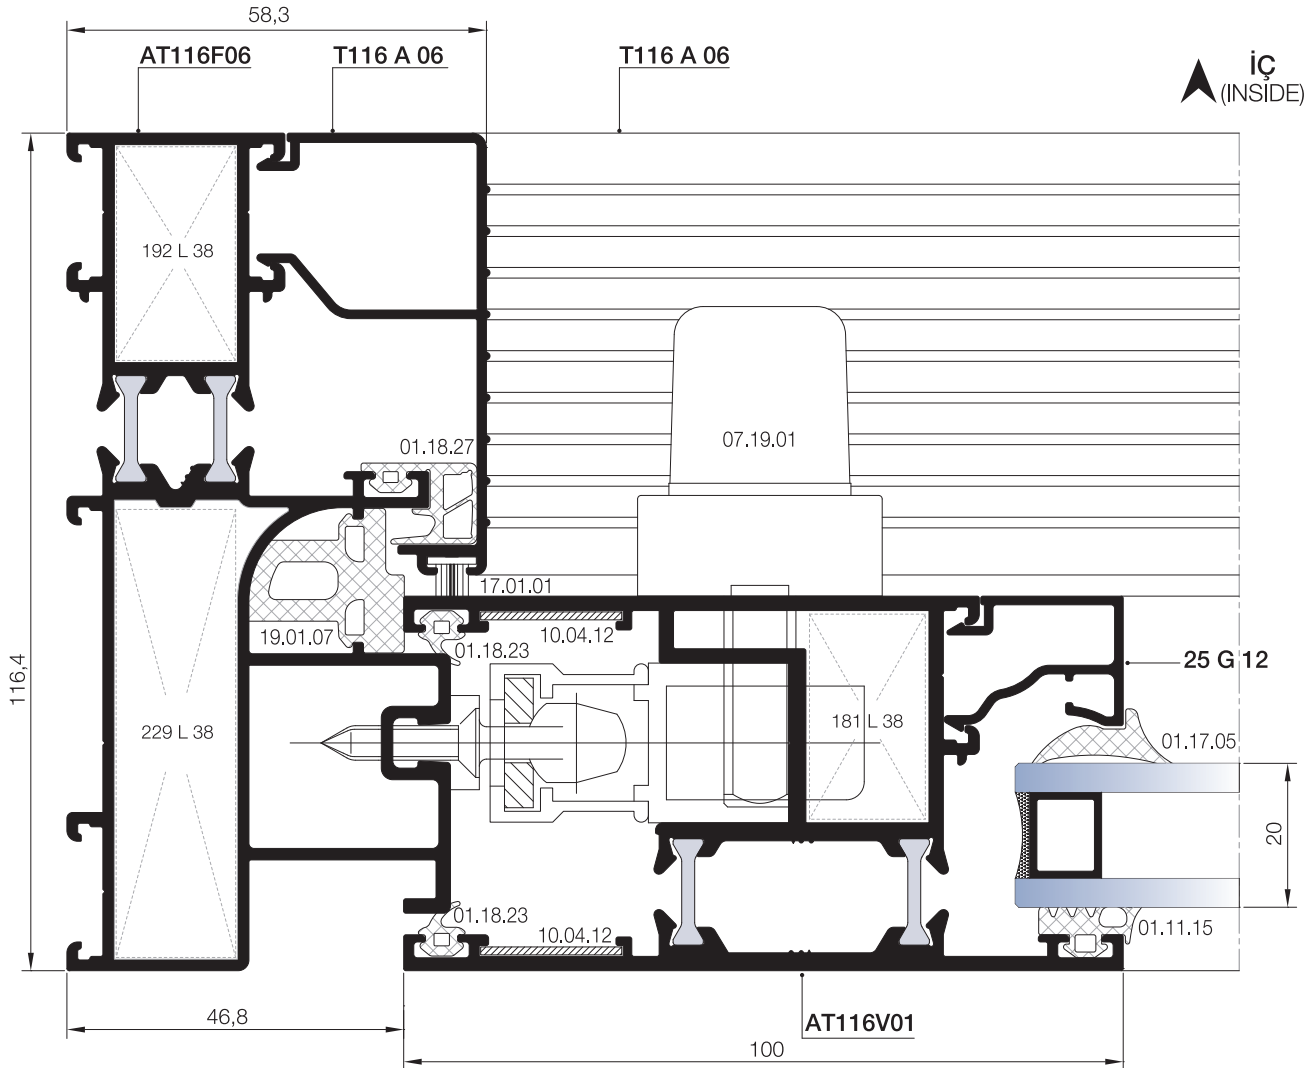 58,3
AT116F06
T116 A 06
T116 A 06
İÇ
(INSIDE)
192 L 38
07.19.01
01.18.27
17.01.01
19.01.07
10.04.12
01.18.23
25 G 12
116,4
229 L 38
181 L 38
01.17.05
20
01.18.23
10.04.12
01.11.15
46,8
AT116V01
100